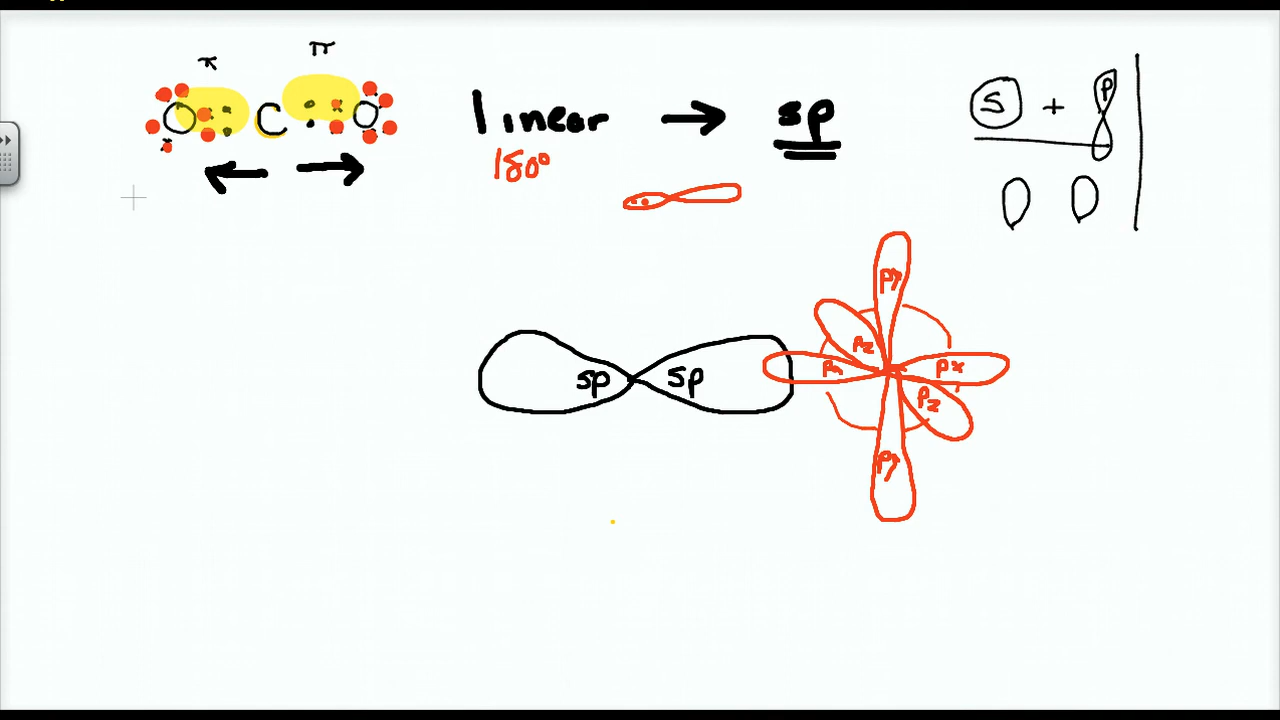 π π
O C O
linear → sp
180°
S + P
sp sp
py
pz
px px
pz
py